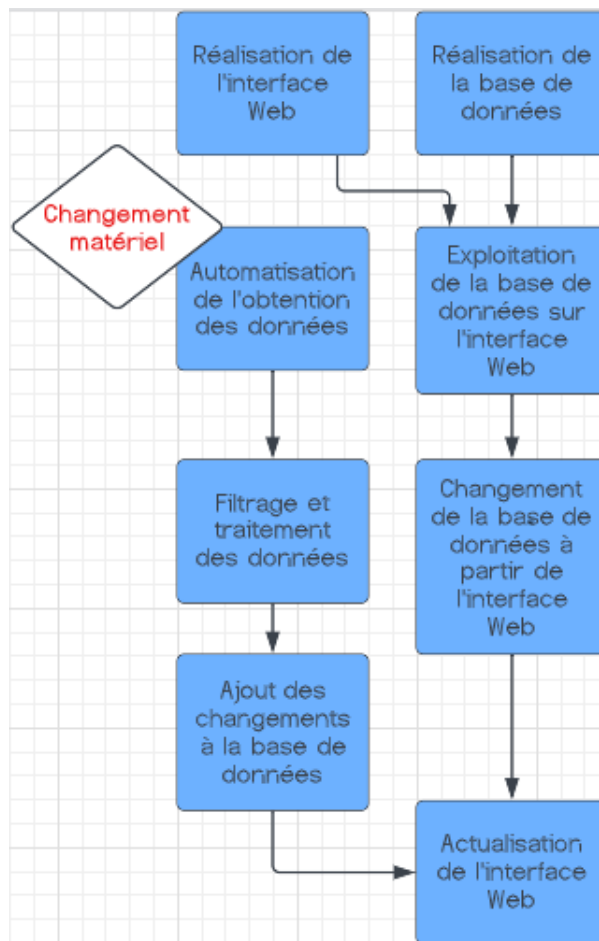 Réalisation de
l'interface
Web
Réalisation de
la base de
données
Changement
matériel
Automatisation
de l'obtention
des données
Exploitation
de la base de
données sur
l'interface
Web
Filtrage et
traitement
des données
Changement
de la base de
données à
partir de
l'interface
Web
Ajout des
changements
à la base de
données
Actualisation
de l'interface
Web